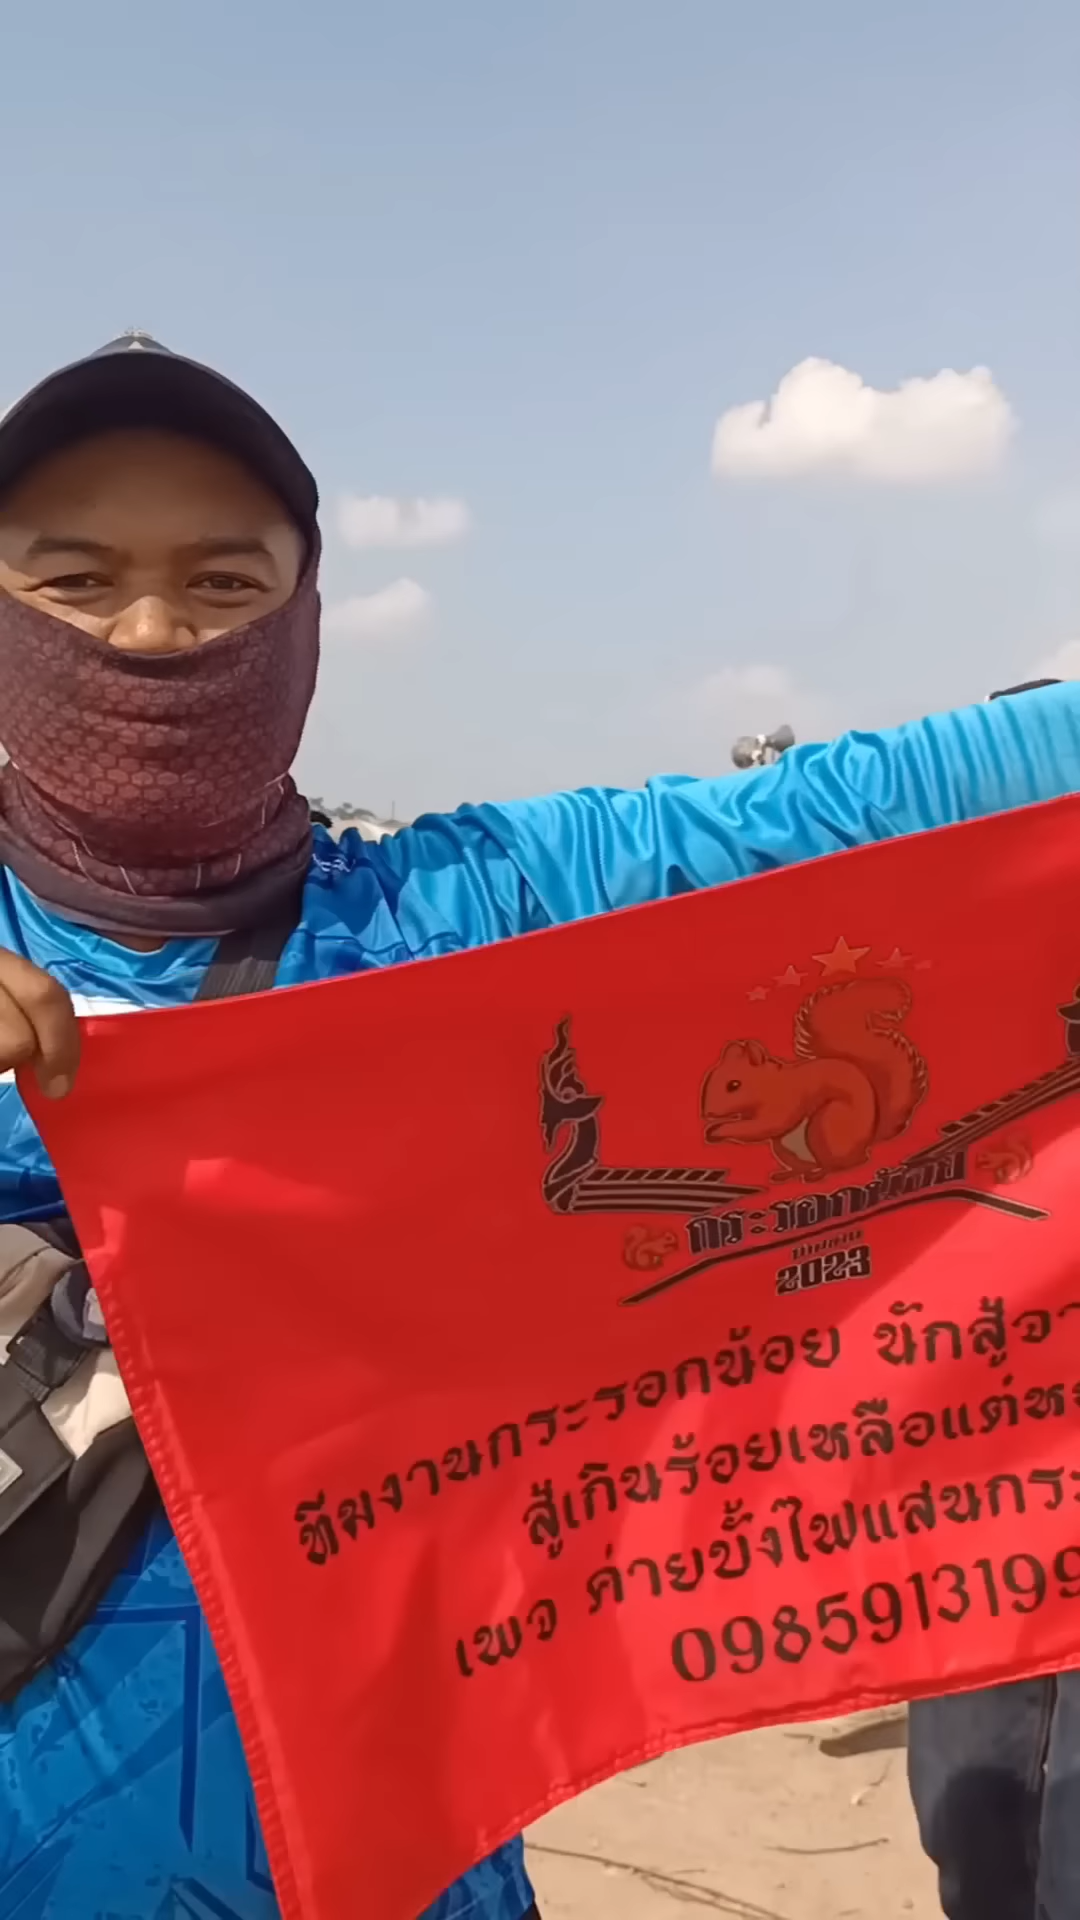 กระรอกน้อย
2023
ทีมงานกระรอกน้อย นักสู้จา
สู้เกินร้อยเหลือแต่ห
เพจ ค่ายบั้งไฟแสนกระ
0985913199